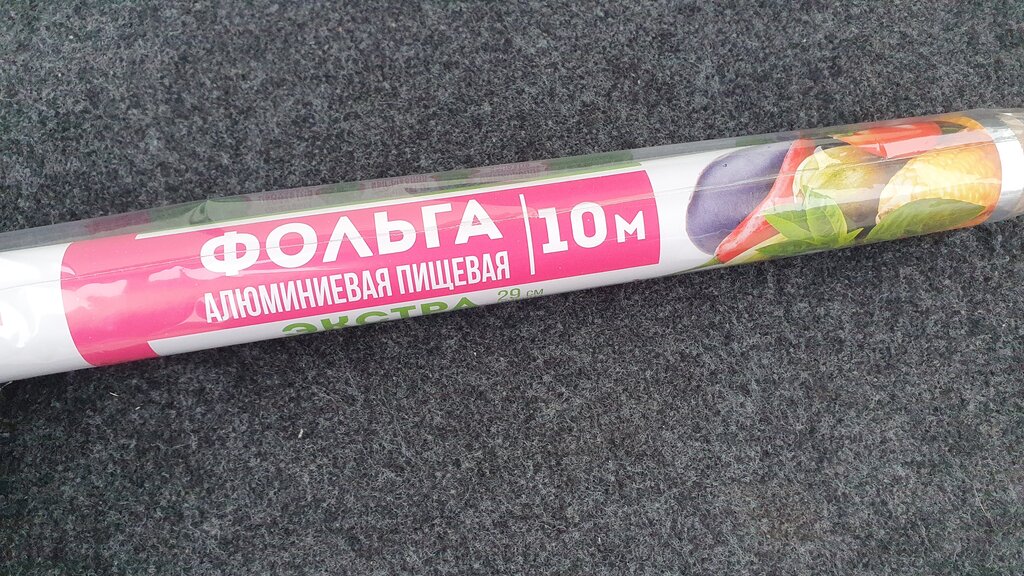 ФОЛЬГА
АЛЮМИНИЕВАЯ ПИЩЕВАЯ
10м
ЭКСТРА 29 см